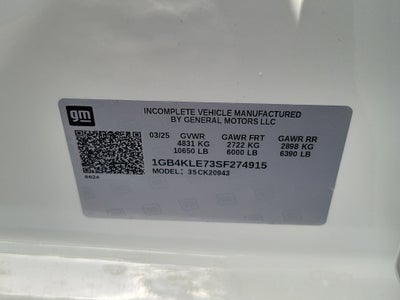 gm
INCOMPLETE VEHICLE MANUFACTURED
BY GENERAL MOTORS LLC
03/25 GVWR GAWR FRT GAWR RR
4831 KG 2722 KG 2898 KG
10650 LB 6000 LB 6390 LB
1GB4KLE73SF274915
MODEL: 35CK20943